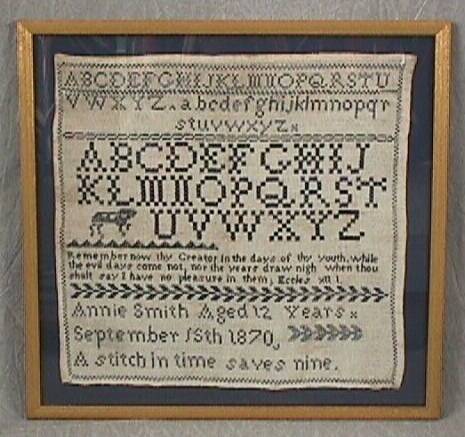 ABCDEFGHIJKLMNOPQRSTU
VWXYZ.abcdefghijklmnopqr
stuvwxyz
ABCDEFGHIJ
KLMNOPQRST
UVWXYZ
Remember now thy Creator in the days of thy youth, while
the evil days come not, nor the years draw nigh when thou
shalt say I have no pleasure in them; Eccles XII 1.
Annie Smith Aged 12 Years
September 15th 1870,
A stitch in time saves nine.